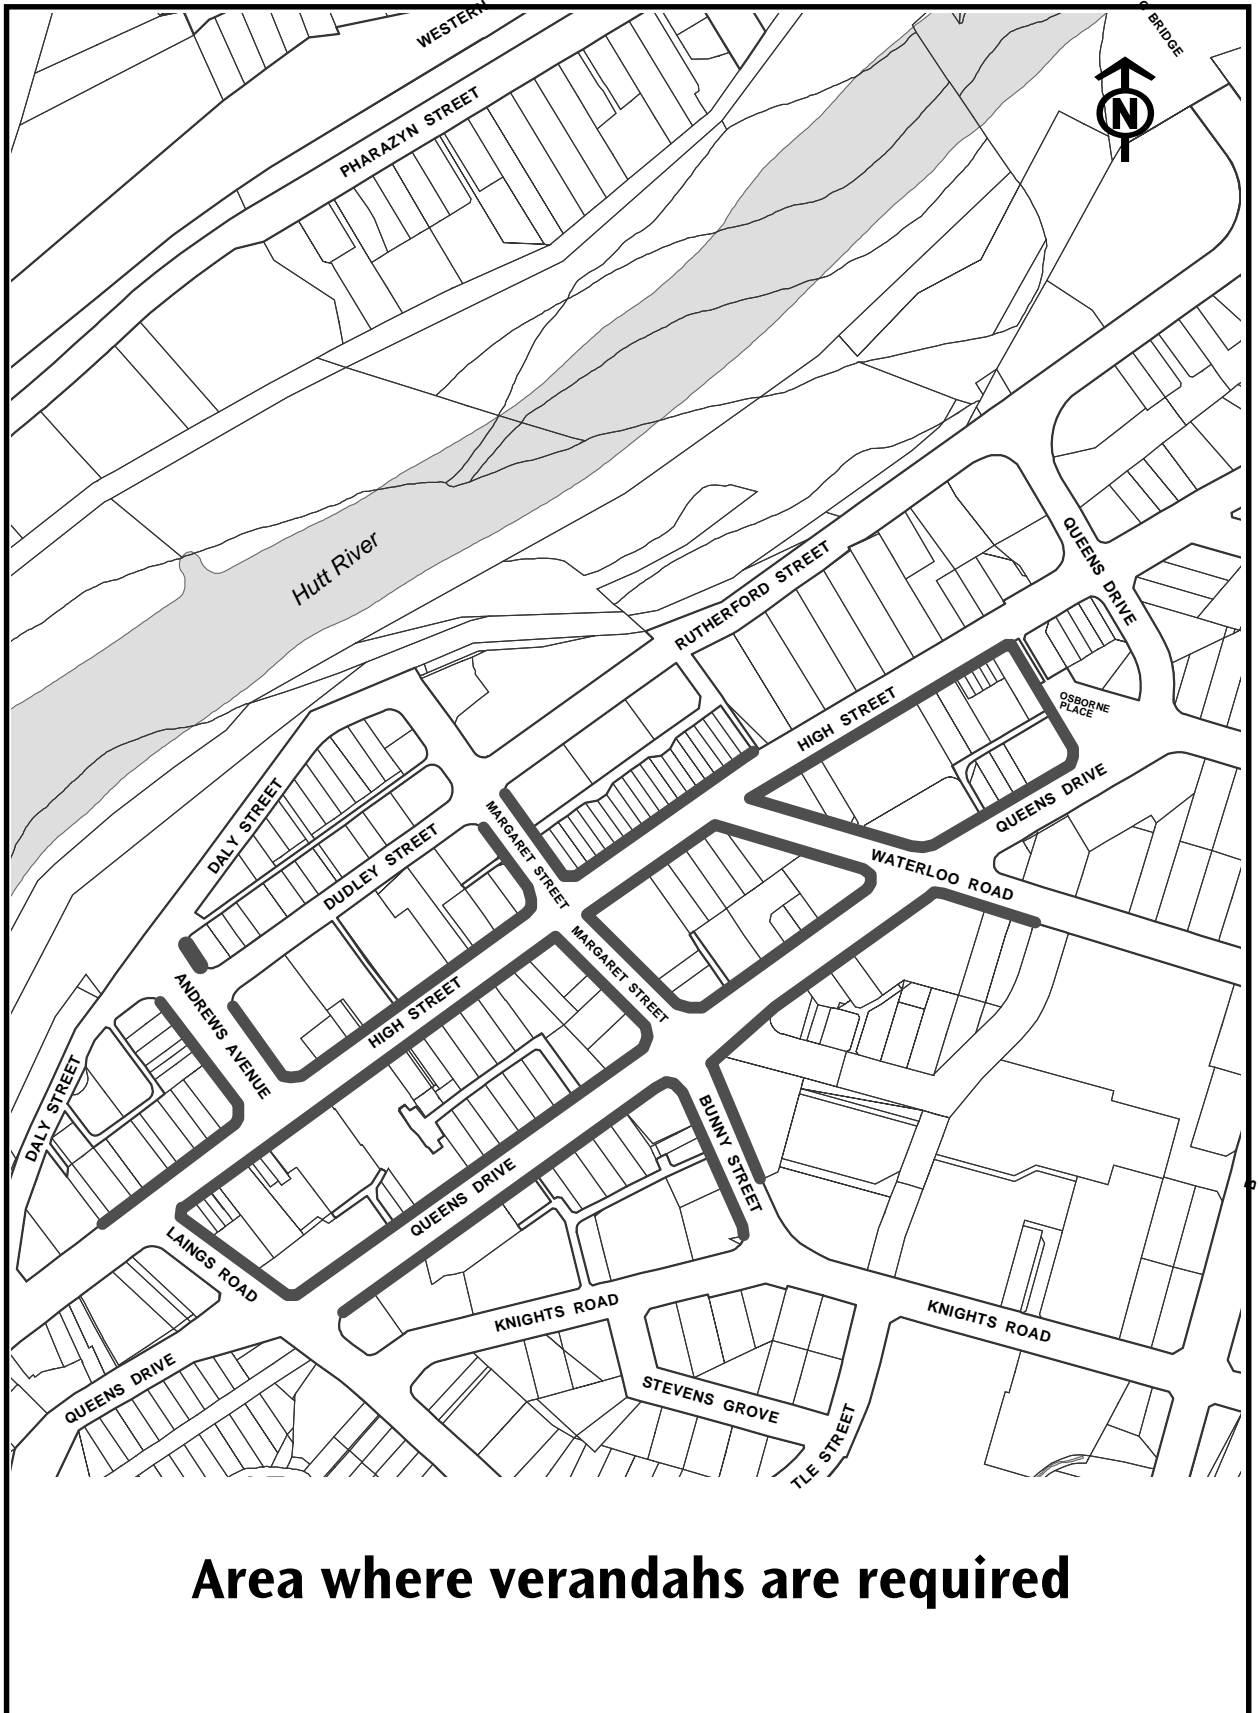 WESTERN
G BRIDGE
PHARAZYN STREET
N
Hutt River
QUEENS DRIVE
RUTHERFORD STREET
OSBORNE
PLACE
HIGH STREET
DALY STREET
MARGARET STREET
QUEENS DRIVE
DUDLEY STREET
WATERLOO ROAD
MARGARET STREET
ANDREWS AVENUE
HIGH STREET
DALY STREET
BUNNY STREET
QUEENS DRIVE
LAINGS ROAD
KNIGHTS ROAD
KNIGHTS ROAD
QUEENS DRIVE
STEVENS GROVE
TLE STREET
Area where verandahs are required